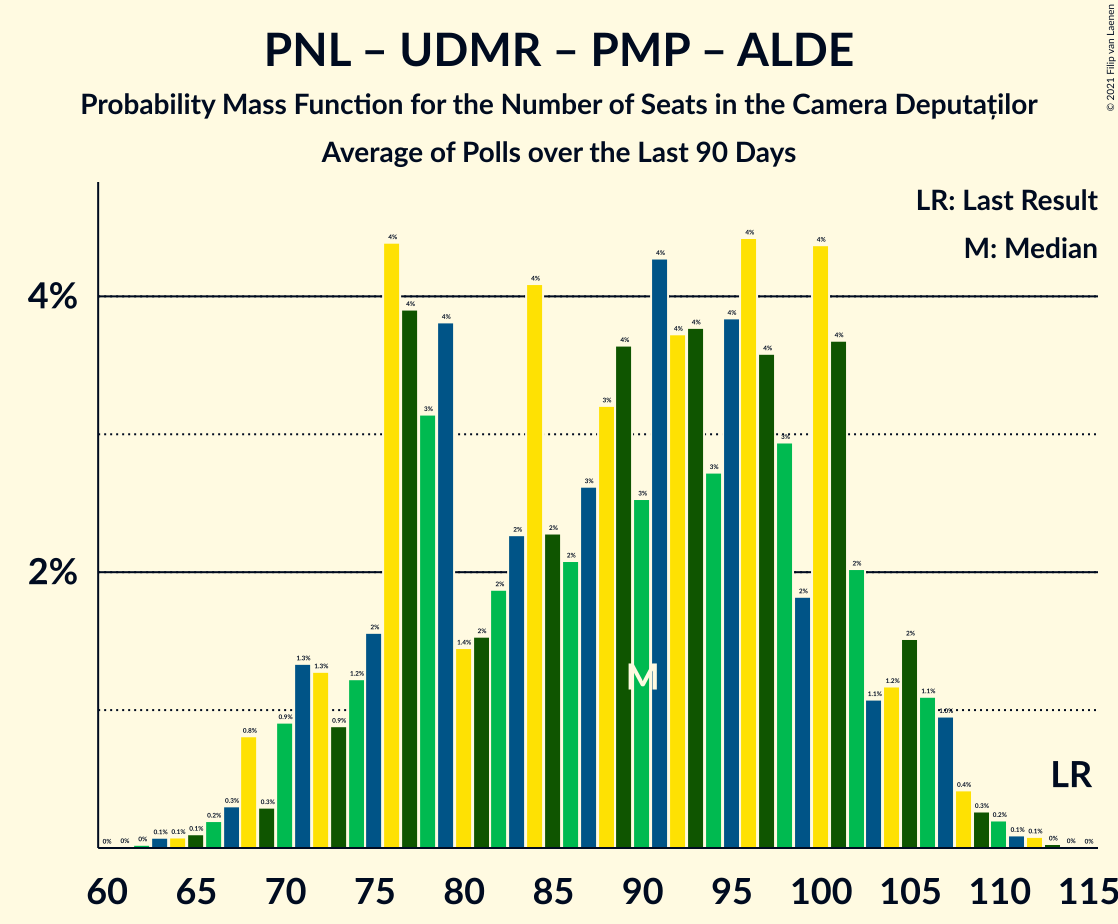 PNL – UDMR – PMP – ALDE
Probability Mass Function for the Number of Seats in the Camera Deputaților
Average of Polls over the Last 90 Days
© 2021 Filip van Laenen
LR: Last Result
M: Median
4%
2%
0% 0% 0% 0.1% 0.1% 0.1% 0.2% 0.3% 0.8% 0.3% 0.9% 1.3% 1.3% 0.9% 1.2% 2% 4% 4% 3% 4% 1.4% 2% 2% 2% 4% 2% 2% 3% 3% 4% 3% 4% 4% 4% 3% 4% 4% 4% 3% 2% 4% 4% 2% 1.1% 1.2% 2% 1.1% 1.0% 0.4% 0.3% 0.2% 0.1% 0.1% 0% 0% 0%
M
LR
60 65 70 75 80 85 90 95 100 105 110 115